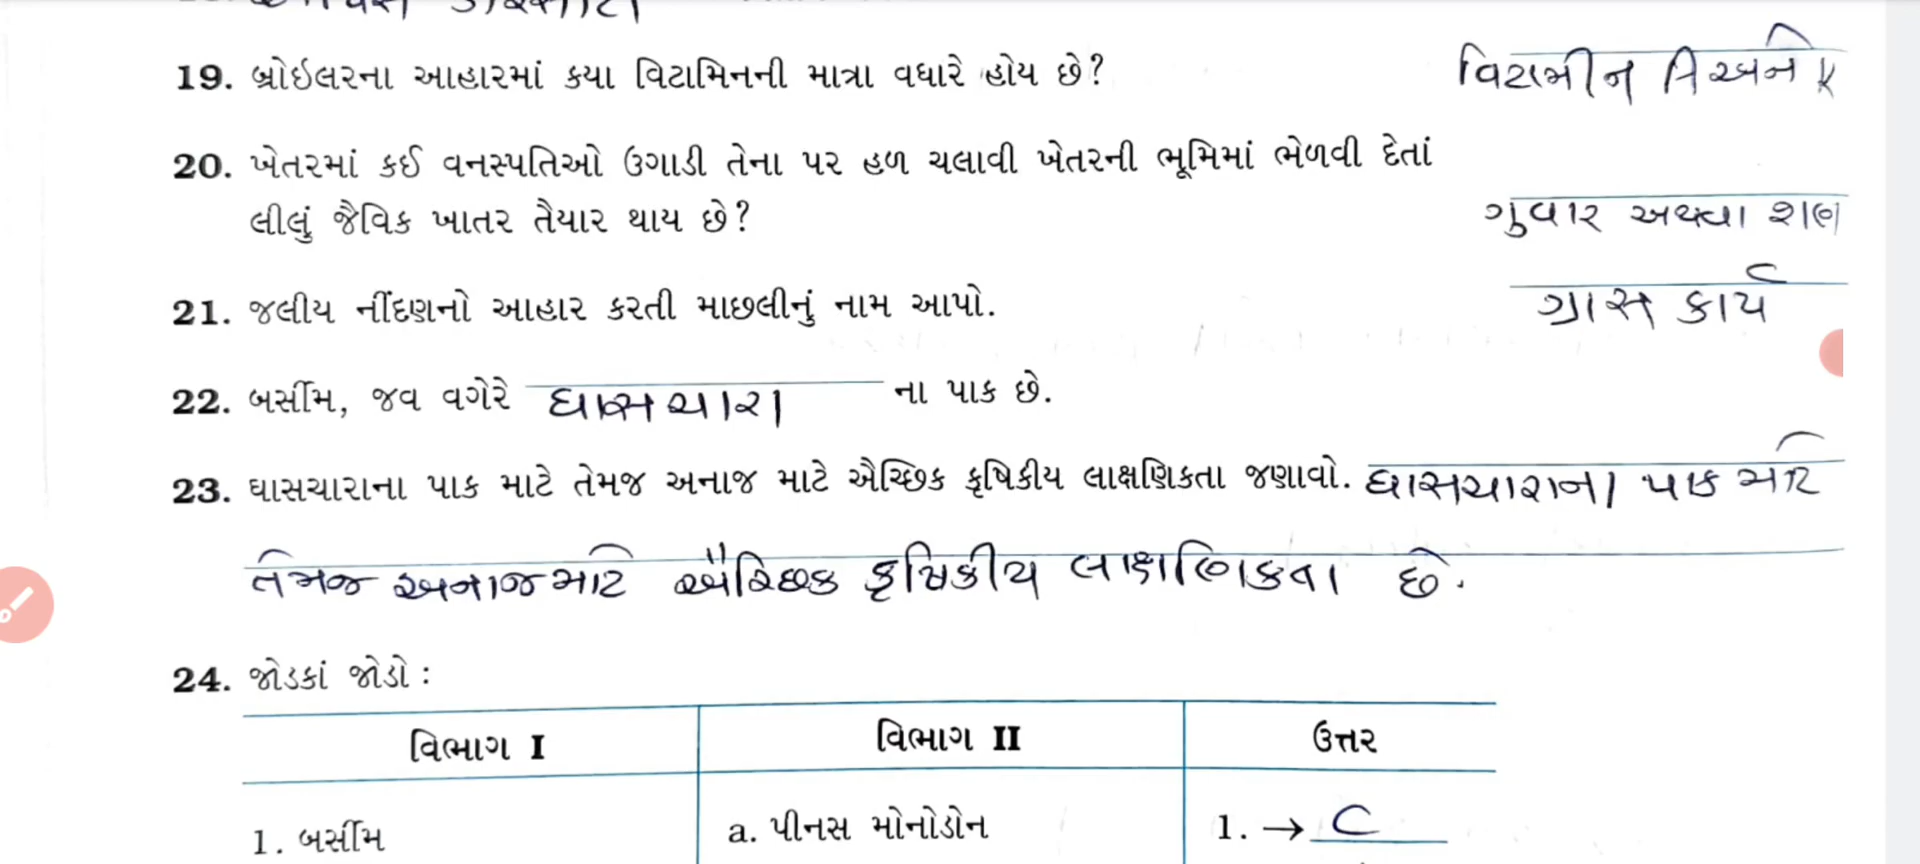 19. બ્રોઇલરના આહારમાં કયા વિટામિનની માત્રા વધારે હોય છે? વિટામીન A અને K
20. ખેતરમાં કઈ વનસ્પતિઓ ઉગાડી તેના પર હળ ચલાવી ખેતરની ભૂમિમાં ભેળવી દેતાં
લીલું જૈવિક ખાતર તૈયાર થાય છે? ગુવાર અથવા શણ
21. જલીય નીંદણનો આહાર કરતી માછલીનું નામ આપો. ગ્રાસ કાર્પ
22. બર્સીમ, જવ વગેરે ઘાસચારા ના પાક છે.
23. ઘાસચારાના પાક માટે તેમજ અનાજ માટે ઐચ્છિક કૃષિકીય લાક્ષણિકતા જણાવો. ઘાસચારાના પાક માટે
તેમજ અનાજ માટે ઐચ્છિક કૃષિકીય લાક્ષણિકતા છે.
24. જોડકાં જોડો :
વિભાગ I વિભાગ II ઉત્તર
1. બર્સીમ a. પીનસ મોનોડોન 1. → C